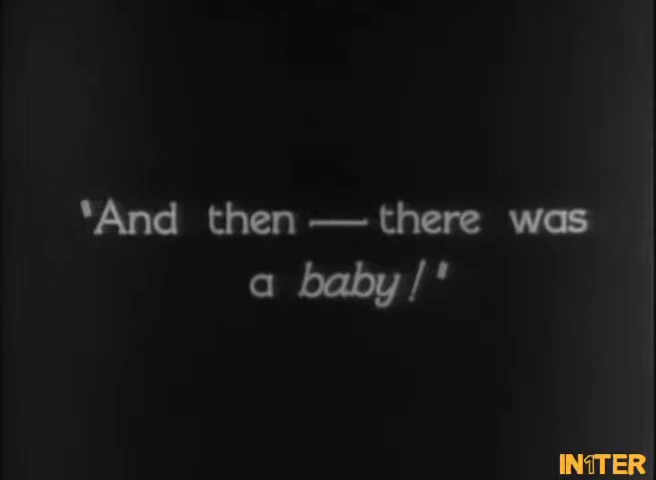 'And then — there was
a baby!'
IN1TER